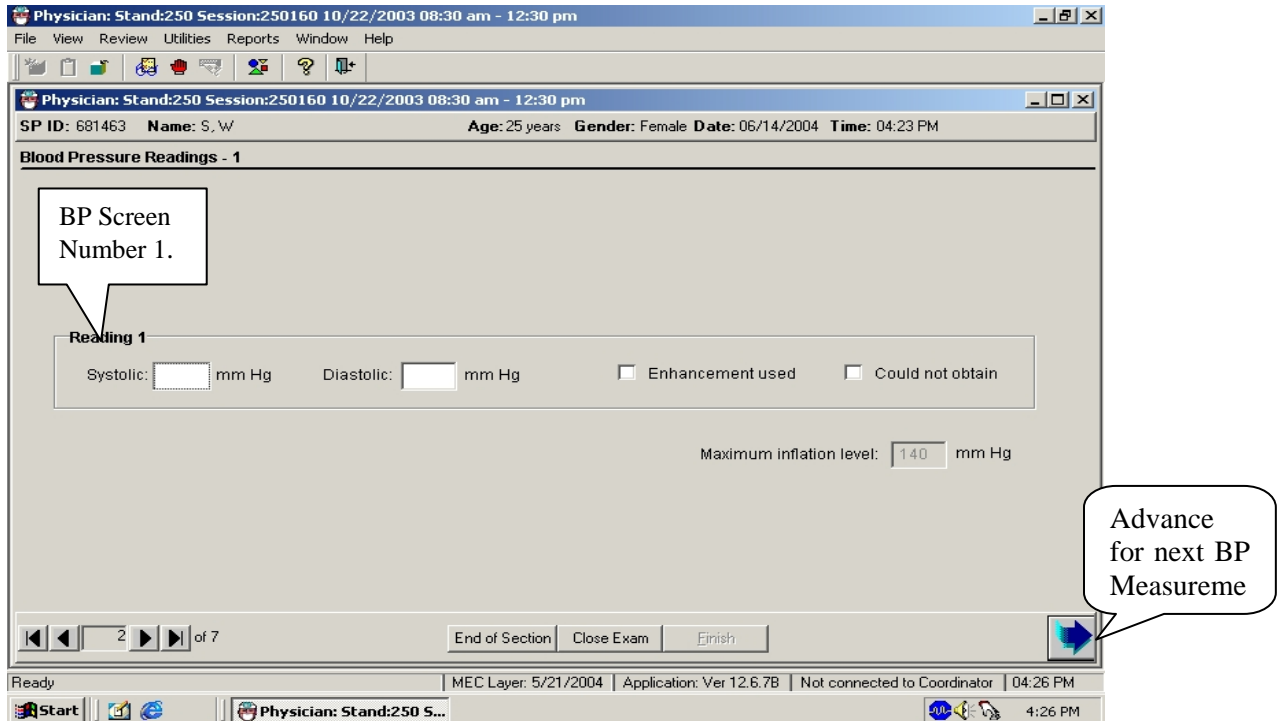 Physician: Stand:250 Session:250160 10/22/2003 08:30 am - 12:30 pm
File View Review Utilities Reports Window Help
Physician: Stand:250 Session:250160 10/22/2003 08:30 am - 12:30 pm
SP ID: 681463 Name: S, W Age: 25 years Gender: Female Date: 06/14/2004 Time: 04:23 PM
Blood Pressure Readings - 1
BP Screen
Number 1.
Reading 1
Systolic: mm Hg Diastolic: mm Hg Enhancement used Could not obtain
Maximum inflation level: 140 mm Hg
Advance
for next BP
Measureme
2 of 7 End of Section Close Exam Finish
Ready MEC Layer: 5/21/2004 Application: Ver 12.6.7B Not connected to Coordinator 04:26 PM
Start Physician: Stand:250 S... 4:26 PM